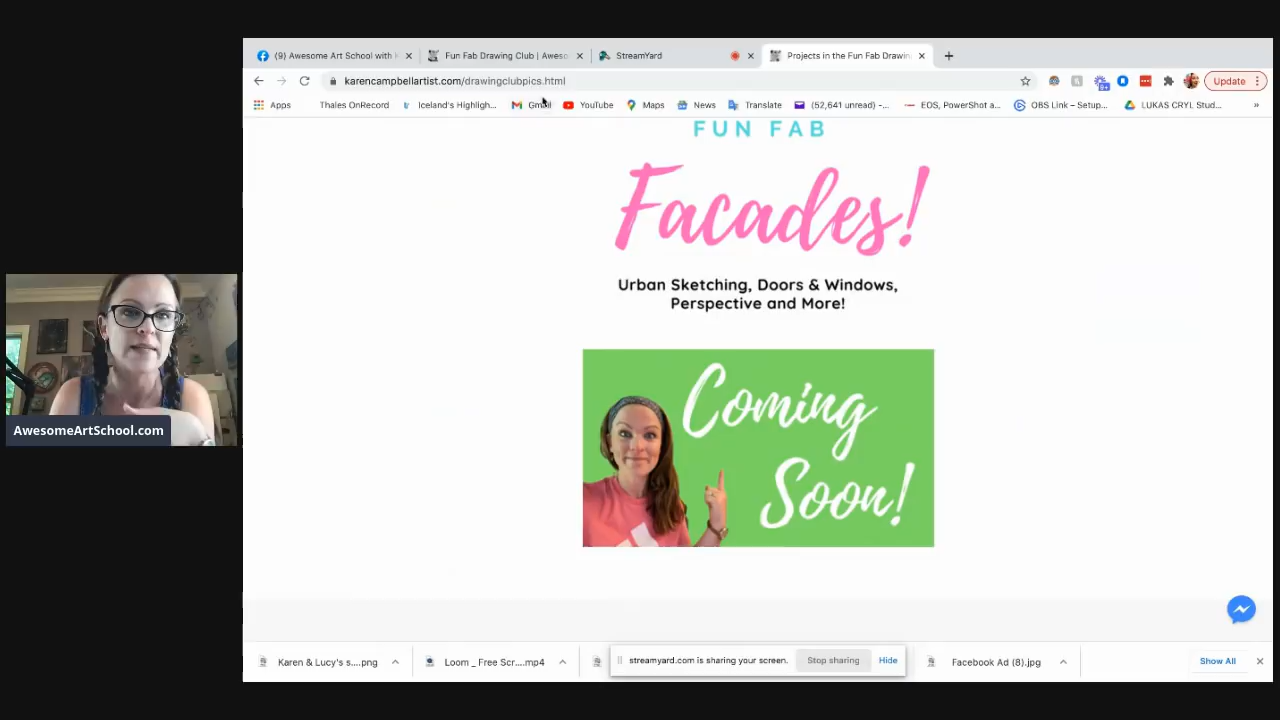 (9) Awesome Art School with
Fun Fab Drawing Club | Aweso
StreamYard
Projects in the Fun Fab Drawin
karencampbellartist.com/drawingclubpics.html
Update
Apps
Thales OnRecord
Iceland's Highligh...
Gmail
YouTube
Maps
News
Translate
(52,641 unread) -...
EOS, PowerShot a...
OBS Link – Setup...
LUKAS CRYL Stud...
»
FUN FAB
Facades!
Urban Sketching, Doors & Windows,
Perspective and More!
Coming
Soon!
AwesomeArtSchool.com
Karen & Lucy's s....png
Loom _ Free Scr....mp4
streamyard.com is sharing your screen.
Stop sharing
Hide
Facebook Ad (8).jpg
Show All